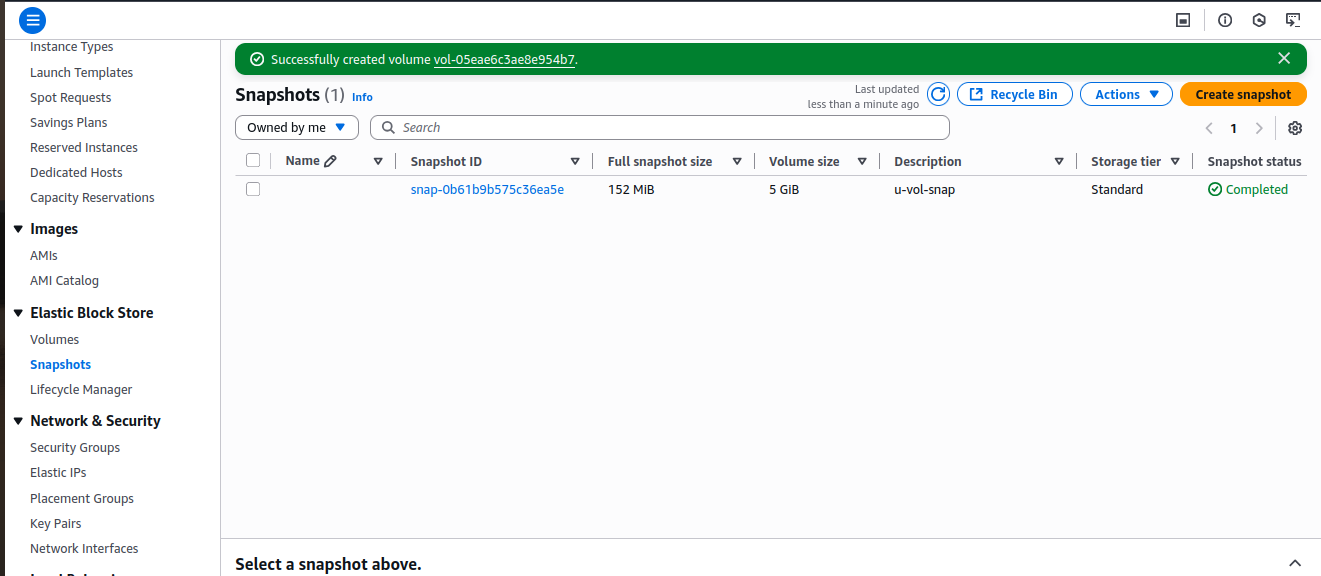 Instance Types
Launch Templates
Spot Requests
Savings Plans
Reserved Instances
Dedicated Hosts
Capacity Reservations
Images
AMIs
AMI Catalog
Elastic Block Store
Volumes
Snapshots
Lifecycle Manager
Network & Security
Security Groups
Elastic IPs
Placement Groups
Key Pairs
Network Interfaces
Successfully created volume vol-05eae6c3ae8e954b7.
Snapshots (1) Info
Last updated
less than a minute ago
Recycle Bin
Actions
Create snapshot
Owned by me
Search
1
Name Snapshot ID Full snapshot size Volume size Description Storage tier Snapshot status
snap-0b61b9b575c36ea5e 152 MiB 5 GiB u-vol-snap Standard Completed
Select a snapshot above.